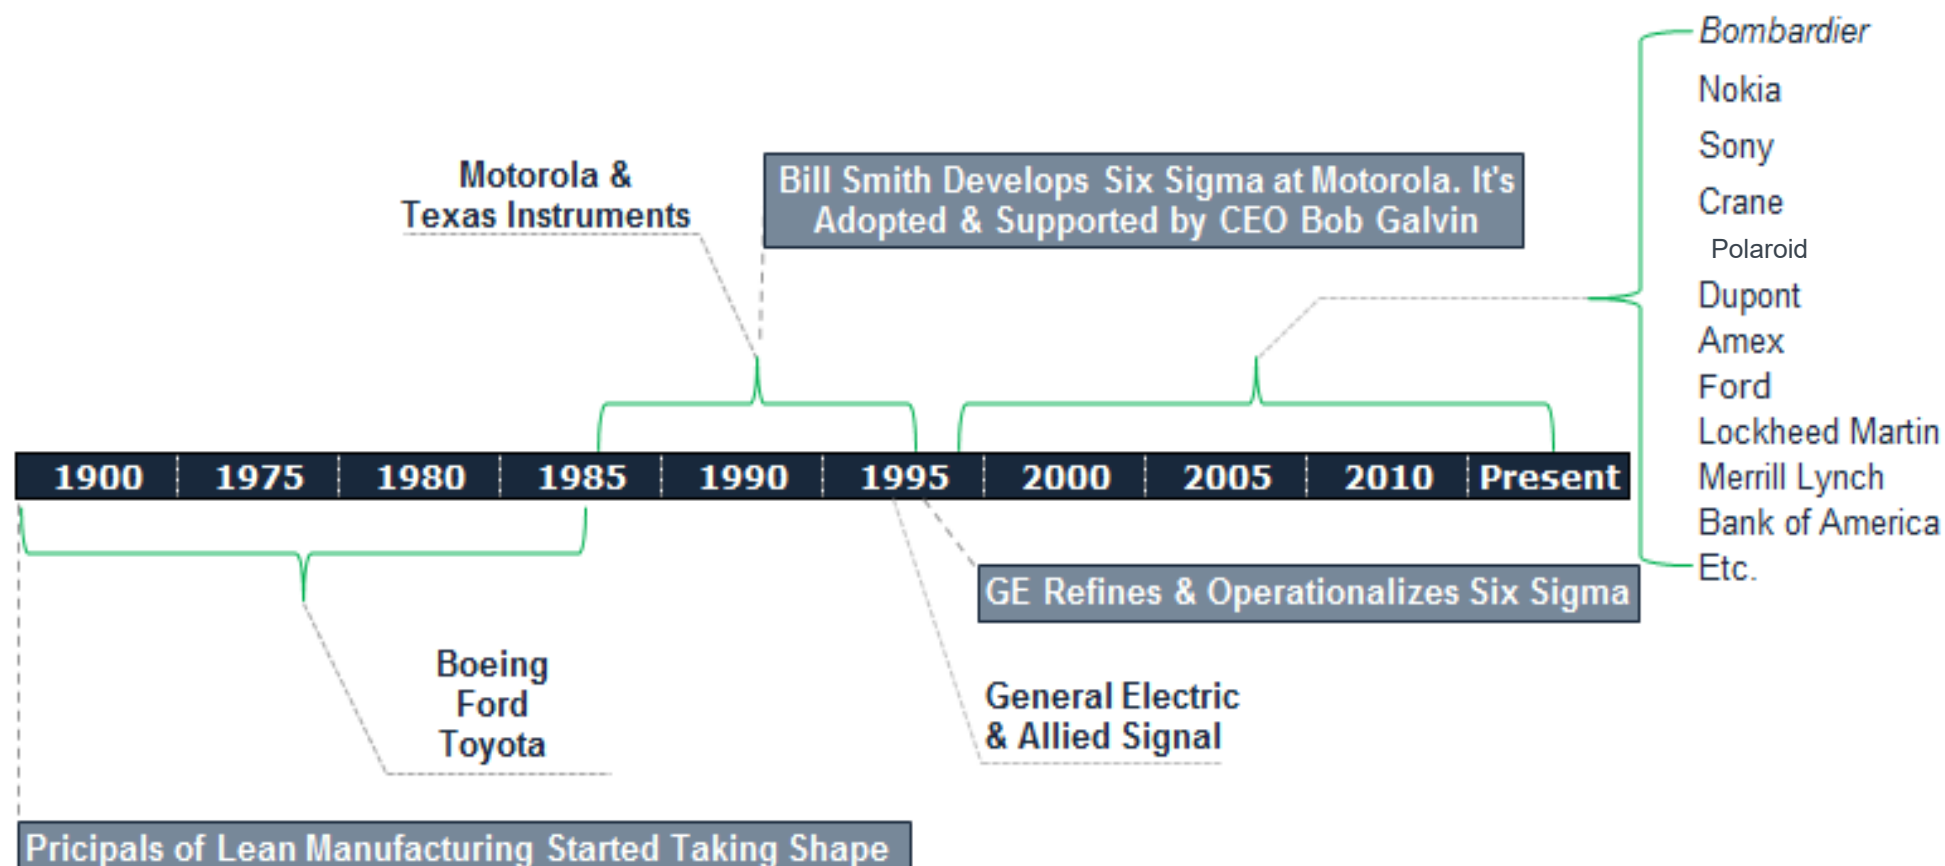 Bombardier
Nokia
Sony
Crane
Polaroid
Dupont
Amex
Ford
Lockheed Martin
Merrill Lynch
Bank of America
Etc.
Motorola &
Texas Instruments
Bill Smith Develops Six Sigma at Motorola. It's
Adopted & Supported by CEO Bob Galvin
1900 1975 1980 1985 1990 1995 2000 2005 2010 Present
GE Refines & Operationalizes Six Sigma
Boeing
Ford
Toyota
General Electric
& Allied Signal
Pricipals of Lean Manufacturing Started Taking Shape